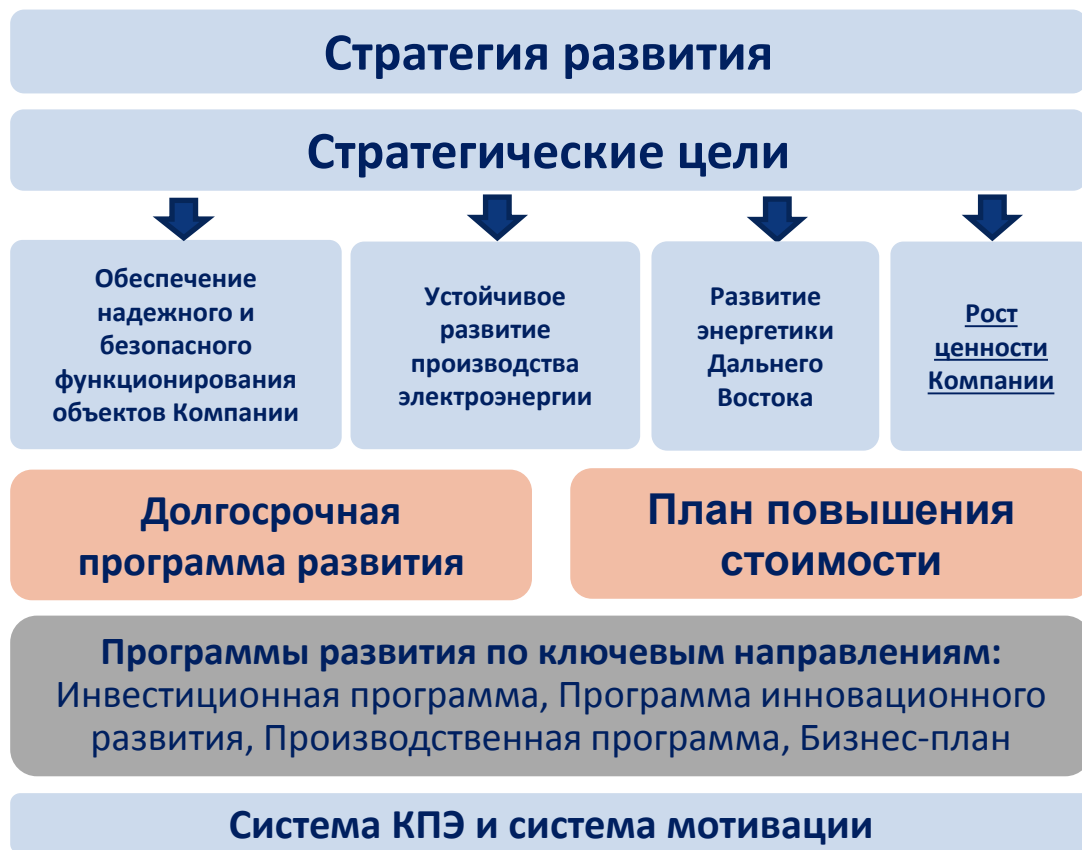 Стратегия развития
Стратегические цели
Обеспечение
надежного и
безопасного
функционирования
объектов Компании
Устойчивое
развитие
производства
электроэнергии
Развитие
энергетики
Дальнего
Востока
Рост
ценности
Компании
Долгосрочная
программа развития
План повышения
стоимости
Программы развития по ключевым направлениям:
Инвестиционная программа, Программа инновационного
развития, Производственная программа, Бизнес-план
Система КПЭ и система мотивации